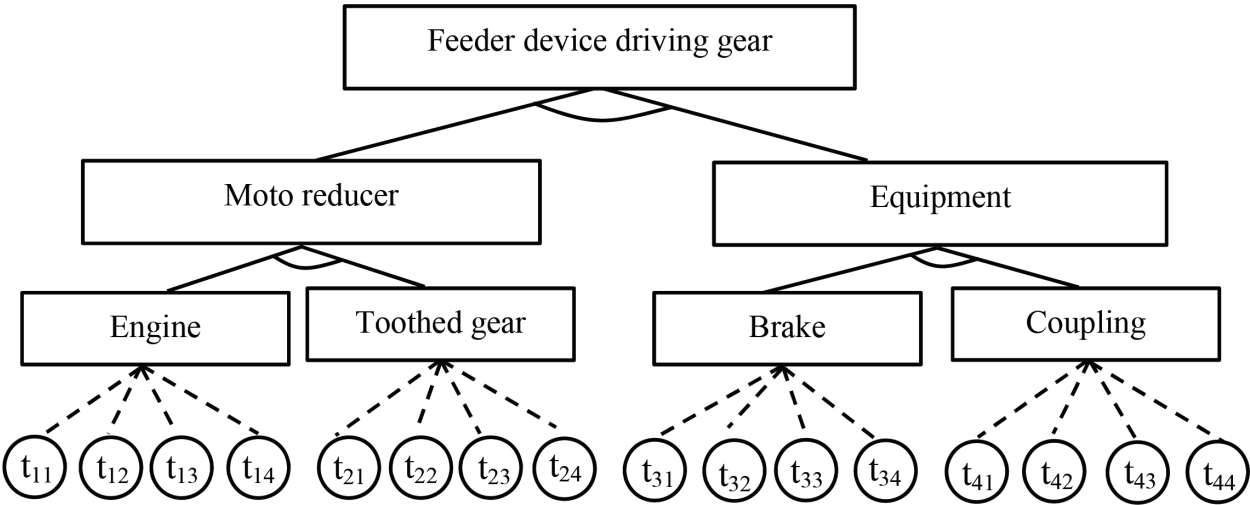 Feeder device driving gear
Moto reducer
Equipment
Engine
Toothed gear
Brake
Coupling
t11 t12 t13 t14 t21 t22 t23 t24 t31 t32 t33 t34 t41 t42 t43 t44